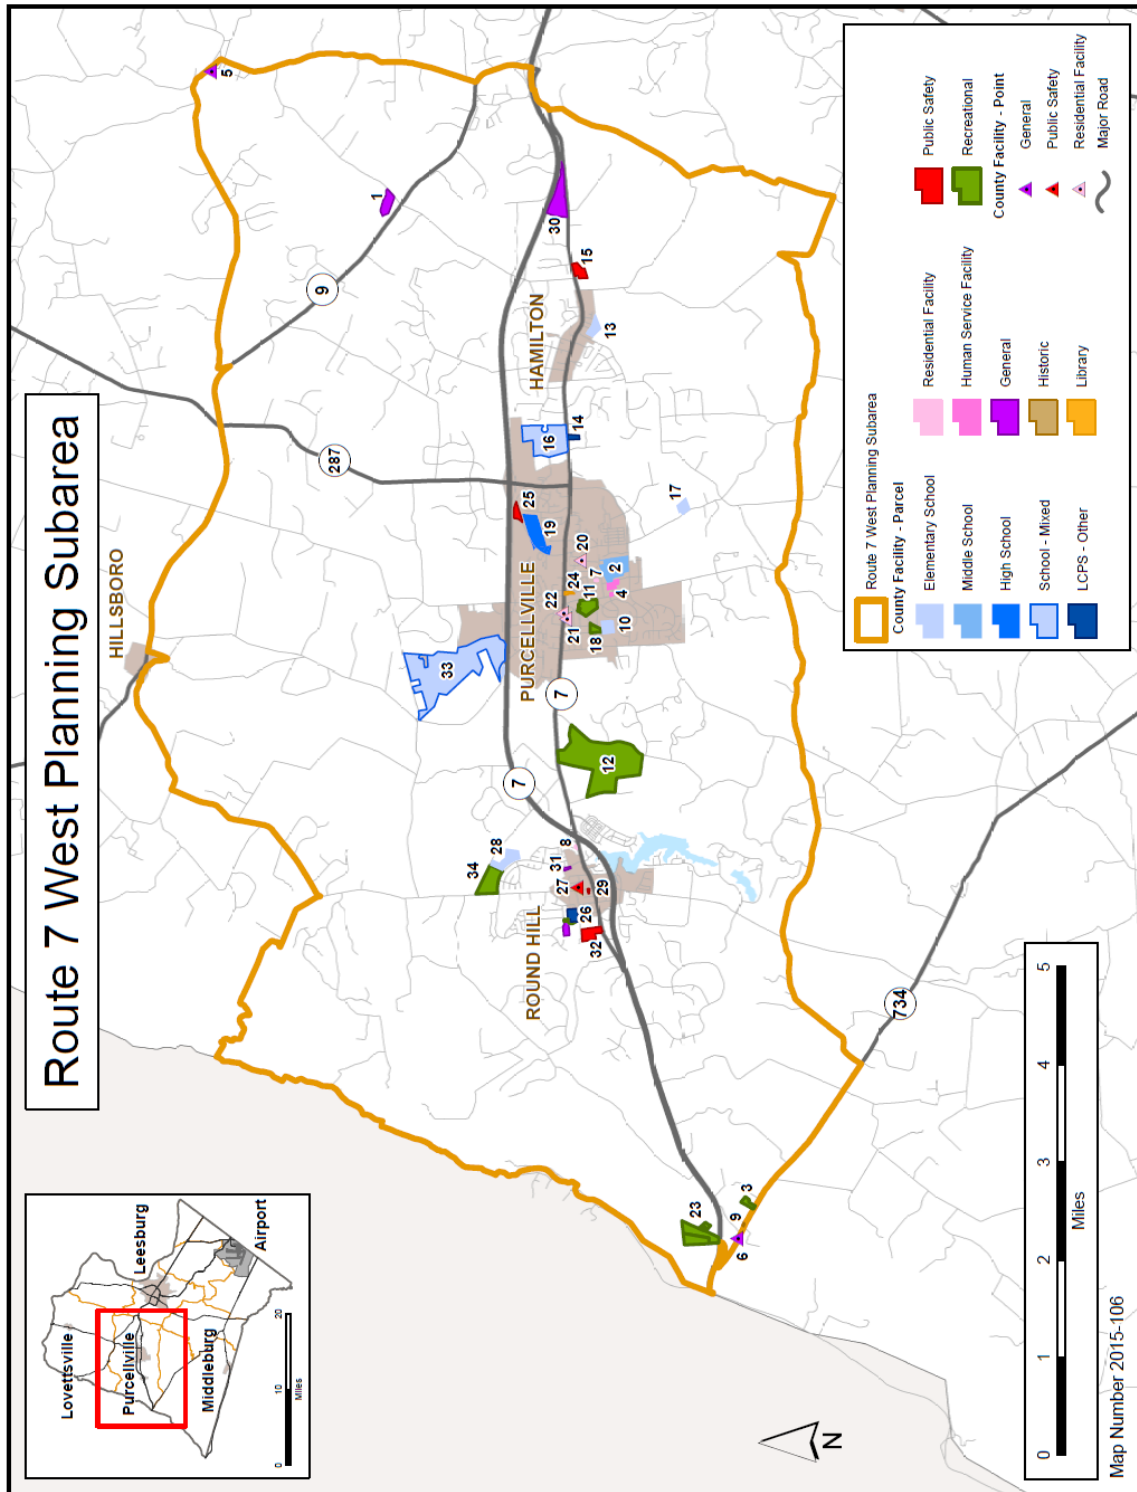 Route 7 West Planning Subarea
Lovettsville
Purcellville
Leesburg
Middleburg
Airport
0 10 20
Miles
HILLSBORO
PURCELLVILLE
HAMILTON
ROUND HILL
9
287
7
7
734
1
2
3
4
5
6
7
8
9
10
11
12
13
14
15
16
17
18
19
20
21
22
23
24
25
26
27
28
29
30
31
32
33
34
N
0 1 2 3 4 5
Miles
Map Number 2015-106
Route 7 West Planning Subarea
County Facility - Parcel
Elementary School
Middle School
High School
School - Mixed
LCPS - Other
Residential Facility
Human Service Facility
General
Historic
Library
Public Safety
Recreational
County Facility - Point
General
Public Safety
Residential Facility
Major Road